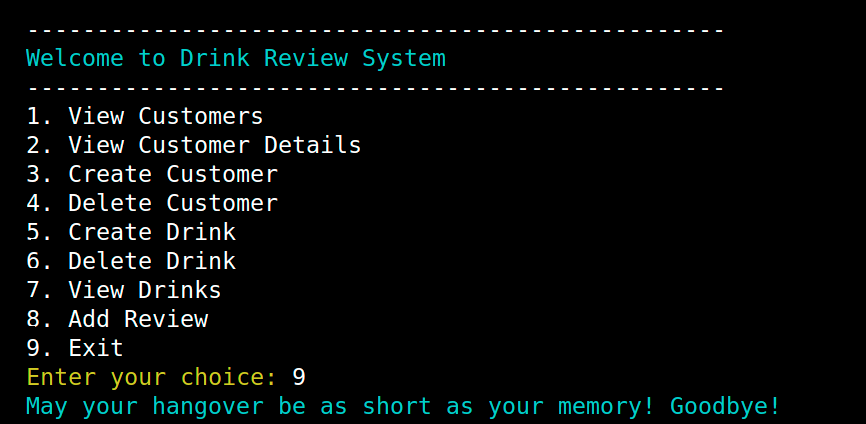 --------------------------------------------------
Welcome to Drink Review System
--------------------------------------------------
1. View Customers
2. View Customer Details
3. Create Customer
4. Delete Customer
5. Create Drink
6. Delete Drink
7. View Drinks
8. Add Review
9. Exit
Enter your choice: 9
May your hangover be as short as your memory! Goodbye!